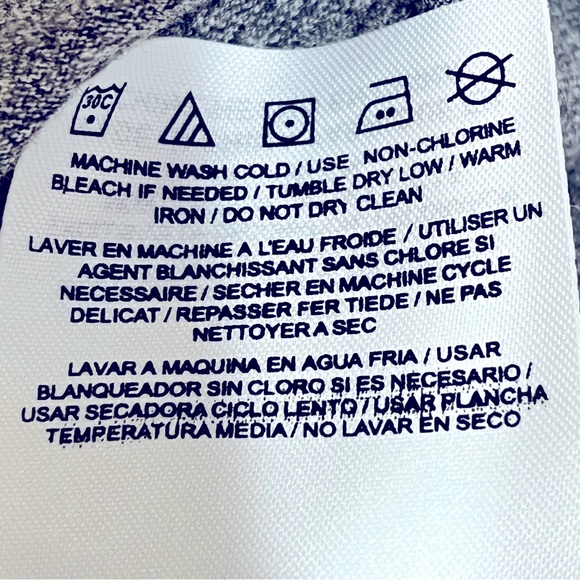 30C
MACHINE WASH COLD / USE NON-CHLORINE
BLEACH IF NEEDED / TUMBLE DRY LOW / WARM
IRON / DO NOT DRY CLEAN
LAVER EN MACHINE A L'EAU FROIDE / UTILISER UN
AGENT BLANCHISSANT SANS CHLORE SI
NECESSAIRE / SECHER EN MACHINE CYCLE
DELICAT / REPASSER FER TIEDE / NE PAS
NETTOYER A SEC
LAVAR A MAQUINA EN AGUA FRIA / USAR
BLANQUEADOR SIN CLORO SI ES NECESARIO /
USAR SECADORA CICLO LENTO / USAR PLANCHA
TEMPERATURA MEDIA / NO LAVAR EN SECO